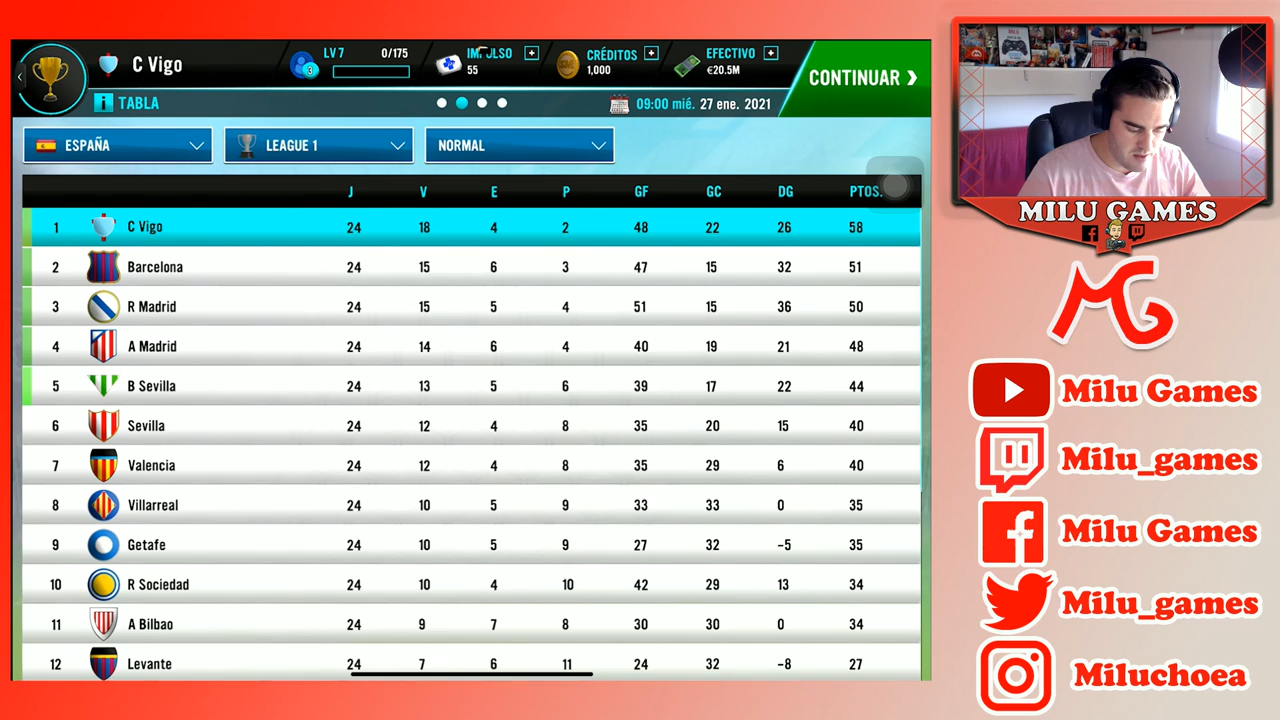 C Vigo
LV 7 0/175
IMPULSO
55
CRÉDITOS
1,000
EFECTIVO
€20.5M
CONTINUAR
TABLA
09:00 mié. 27 ene. 2021
ESPAÑA LEAGUE 1 NORMAL
J V E P GF GC DG PTOS.
1 C Vigo 24 18 4 2 48 22 26 58
2 Barcelona 24 15 6 3 47 15 32 51
3 R Madrid 24 15 5 4 51 15 36 50
4 A Madrid 24 14 6 4 40 19 21 48
5 B Sevilla 24 13 5 6 39 17 22 44
6 Sevilla 24 12 4 8 35 20 15 40
7 Valencia 24 12 4 8 35 29 6 40
8 Villarreal 24 10 5 9 33 33 0 35
9 Getafe 24 10 5 9 27 32 -5 35
10 R Sociedad 24 10 4 10 42 29 13 34
11 A Bilbao 24 9 7 8 30 30 0 34
12 Levante 24 7 6 11 24 32 -8 27
MILU GAMES
MG
Milu Games
Milu_games
Milu Games
Milu_games
Miluchoea